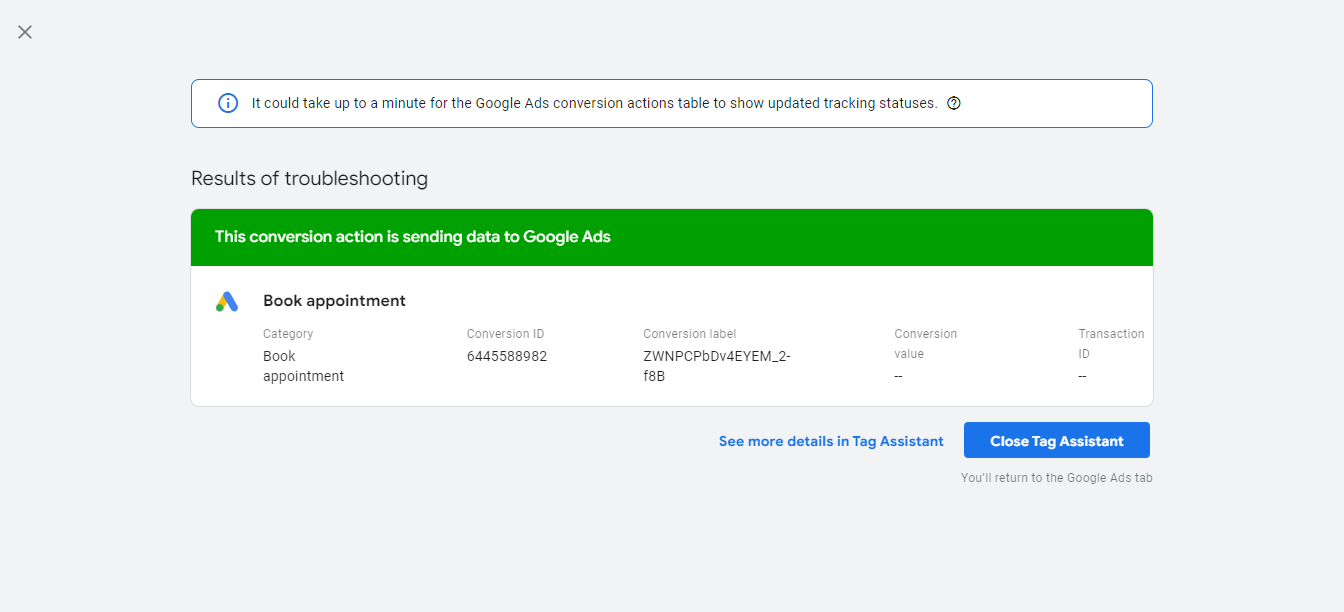 It could take up to a minute for the Google Ads conversion actions table to show updated tracking statuses.
Results of troubleshooting
This conversion action is sending data to Google Ads
Book appointment
Category
Book
appointment
Conversion ID
6445588982
Conversion label
ZWNPCPbDv4EYEM_2-
f8B
Conversion
value
--
Transaction
ID
--
See more details in Tag Assistant
Close Tag Assistant
You'll return to the Google Ads tab